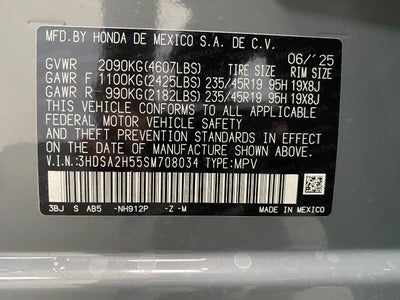 MFD.BY HONDA DE MEXICO S.A. DE C.V.
06/'25
GVWR 2090KG(4607LBS) TIRE SIZE RIM SIZE
GAWR F 1100KG(2425LBS) 235/45R19 95H 19X8J
GAWR R 990KG(2182LBS) 235/45R19 95H 19X8J
THIS VEHICLE CONFORMS TO ALL APPLICABLE
FEDERAL MOTOR VEHICLE SAFETY
AND THEFT PREVENTION STANDARDS IN EFFECT
ON THE DATE OF MANUFACTURE SHOWN ABOVE.
V.I.N.:3HDSA2H55SM708034 TYPE:MPV
3BJ S AB5 -NH912P -Z -M MADE IN MEXICO